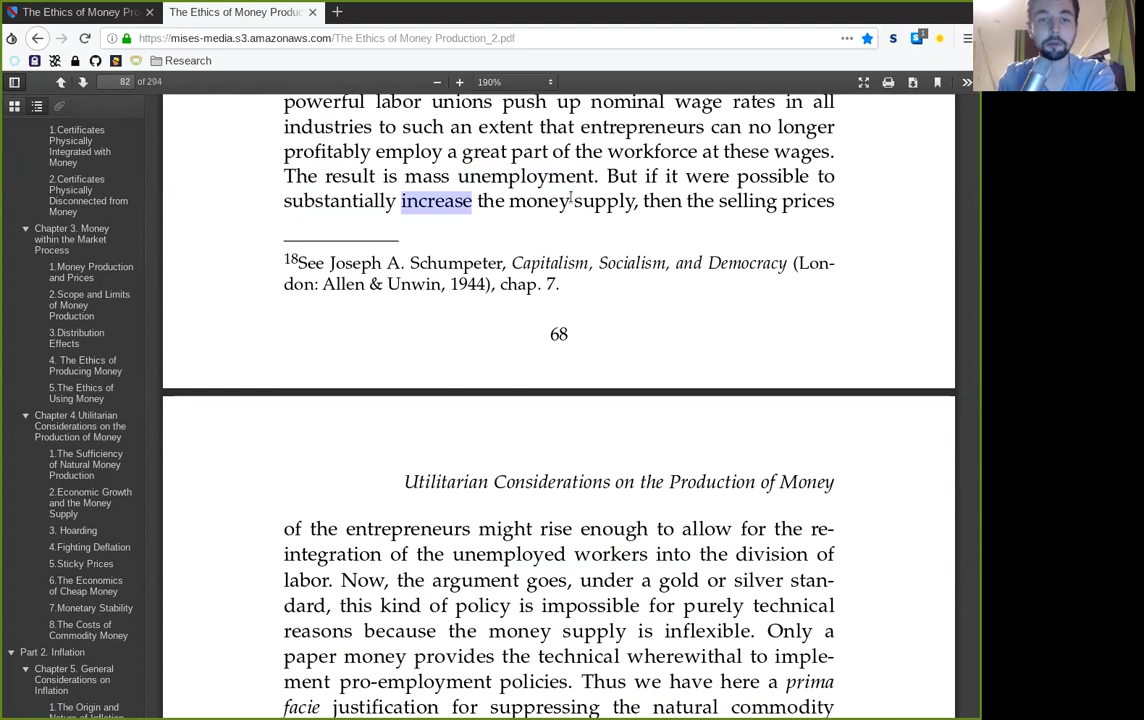 The Ethics of Money Pro
The Ethics of Money Produc
https://mises-media.s3.amazonaws.com/The Ethics of Money Production_2.pdf
Research
82 of 294
190%
1.Certificates
Physically
Integrated with
Money
2.Certificates
Physically
Disconnected from
Money
Chapter 3. Money
within the Market
Process
1.Money Production
and Prices
2.Scope and Limits
of Money
Production
3.Distribution
Effects
4. The Ethics of
Producing Money
5.The Ethics of
Using Money
Chapter 4.Utilitarian
Considerations on the
Production of Money
1.The Sufficiency
of Natural Money
Production
2.Economic Growth
and the Money
Supply
3. Hoarding
4.Fighting Deflation
5.Sticky Prices
6.The Economics
of Cheap Money
7.Monetary Stability
8.The Costs of
Commodity Money
Part 2. Inflation
Chapter 5. General
Considerations on
Inflation
1.The Origin and
Nature of Inflation
powerful labor unions push up nominal wage rates in all
industries to such an extent that entrepreneurs can no longer
profitably employ a great part of the workforce at these wages.
The result is mass unemployment. But if it were possible to
substantially increase the money supply, then the selling prices
18See Joseph A. Schumpeter, Capitalism, Socialism, and Democracy (Lon-
don: Allen & Unwin, 1944), chap. 7.
68
Utilitarian Considerations on the Production of Money
of the entrepreneurs might rise enough to allow for the re-
integration of the unemployed workers into the division of
labor. Now, the argument goes, under a gold or silver stan-
dard, this kind of policy is impossible for purely technical
reasons because the money supply is inflexible. Only a
paper money provides the technical wherewithal to imple-
ment pro-employment policies. Thus we have here a prima
facie justification for suppressing the natural commodity